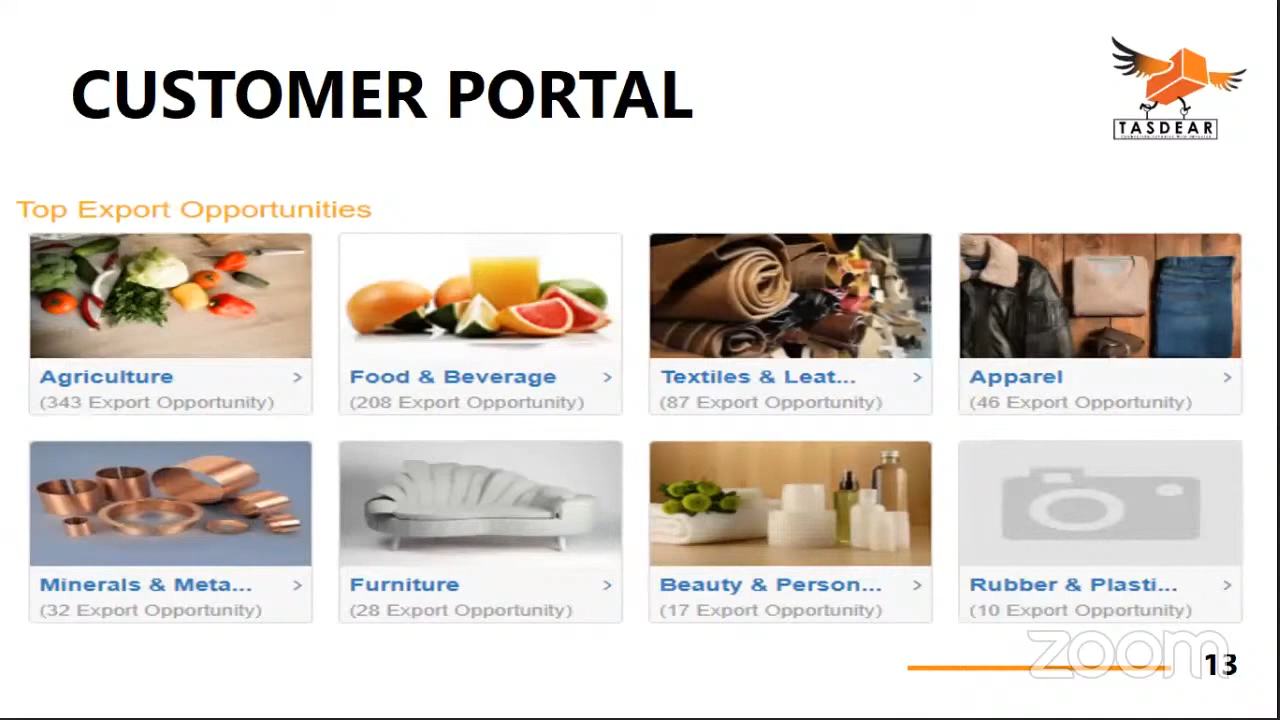 CUSTOMER PORTAL
TASDEAR
Top Export Opportunities
Agriculture >
(343 Export Opportunity)
Food & Beverage >
(208 Export Opportunity)
Textiles & Leat... >
(87 Export Opportunity)
Apparel >
(46 Export Opportunity)
Minerals & Meta... >
(32 Export Opportunity)
Furniture >
(28 Export Opportunity)
Beauty & Person... >
(17 Export Opportunity)
Rubber & Plasti... >
(10 Export Opportunity)
zoom
13